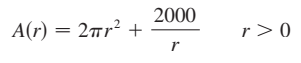 A(r) = 2πr² + 2000/r    r > 0